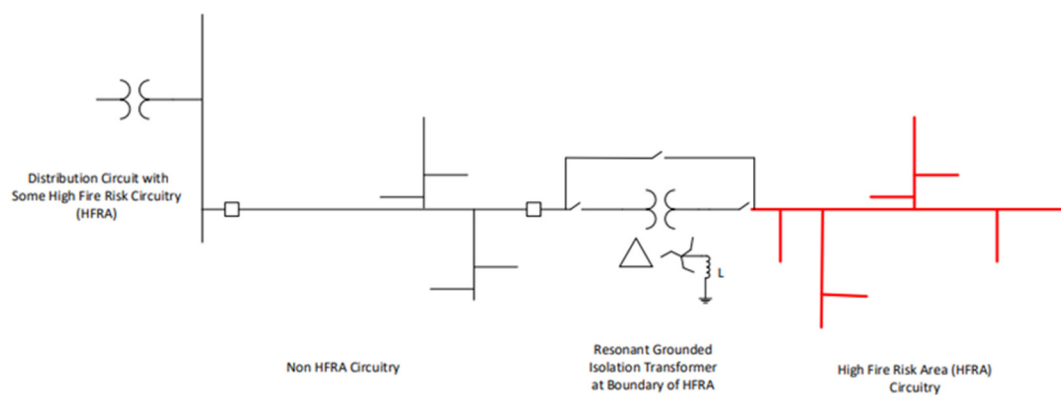 Distribution Circuit with
Some High Fire Risk Circuitry
(HFRA)
L
Non HFRA Circuitry
Resonant Grounded
Isolation Transformer
at Boundary of HFRA
High Fire Risk Area (HFRA)
Circuitry